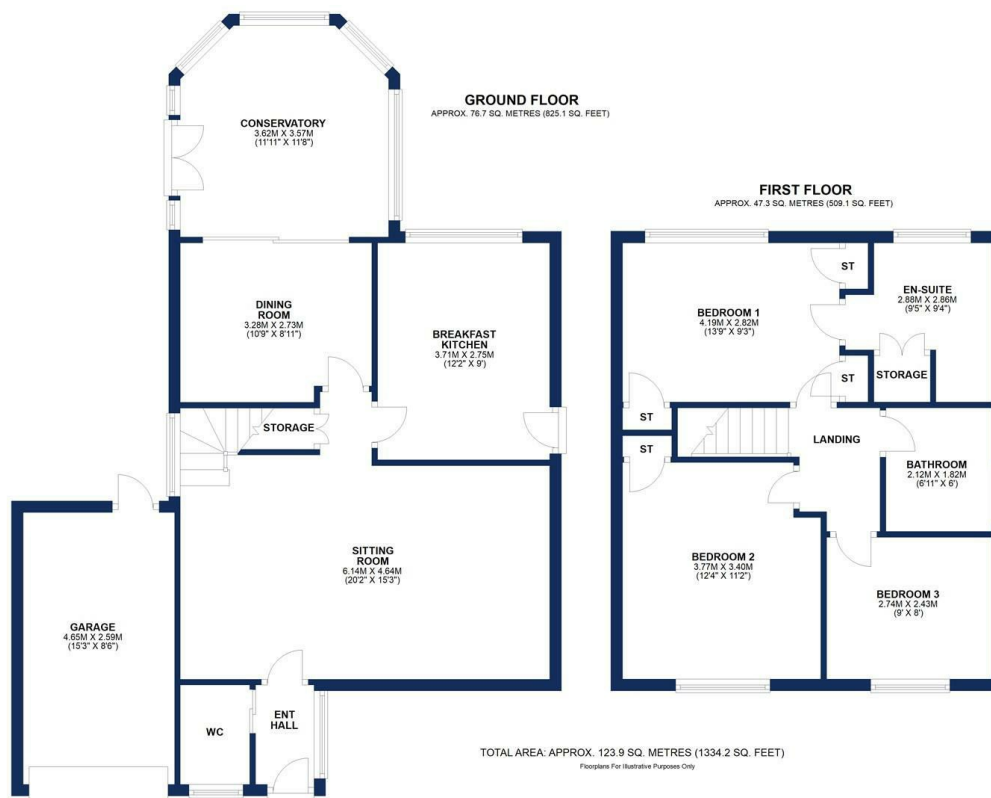 GROUND FLOOR
APPROX. 76.7 SQ. METRES (825.1 SQ. FEET)
CONSERVATORY
3.62M X 3.57M
(11'11" X 11'8")
DINING
ROOM
3.28M X 2.73M
(10'9" X 8'11")
BREAKFAST
KITCHEN
3.71M X 2.75M
(12'2" X 9')
STORAGE
SITTING
ROOM
6.14M X 4.64M
(20'2" X 15'3")
GARAGE
4.65M X 2.59M
(15'3" X 8'6")
WC
ENT
HALL
FIRST FLOOR
APPROX. 47.3 SQ. METRES (509.1 SQ. FEET)
ST
BEDROOM 1
4.19M X 2.82M
(13'9" X 9'3")
EN-SUITE
2.88M X 2.86M
(9'5" X 9'4")
ST
STORAGE
ST
ST
LANDING
BATHROOM
2.12M X 1.82M
(6'11" X 6')
BEDROOM 2
3.77M X 3.40M
(12'4" X 11'2")
BEDROOM 3
2.74M X 2.43M
(9' X 8')
TOTAL AREA: APPROX. 123.9 SQ. METRES (1334.2 SQ. FEET)
Floorplans For Illustrative Purposes Only